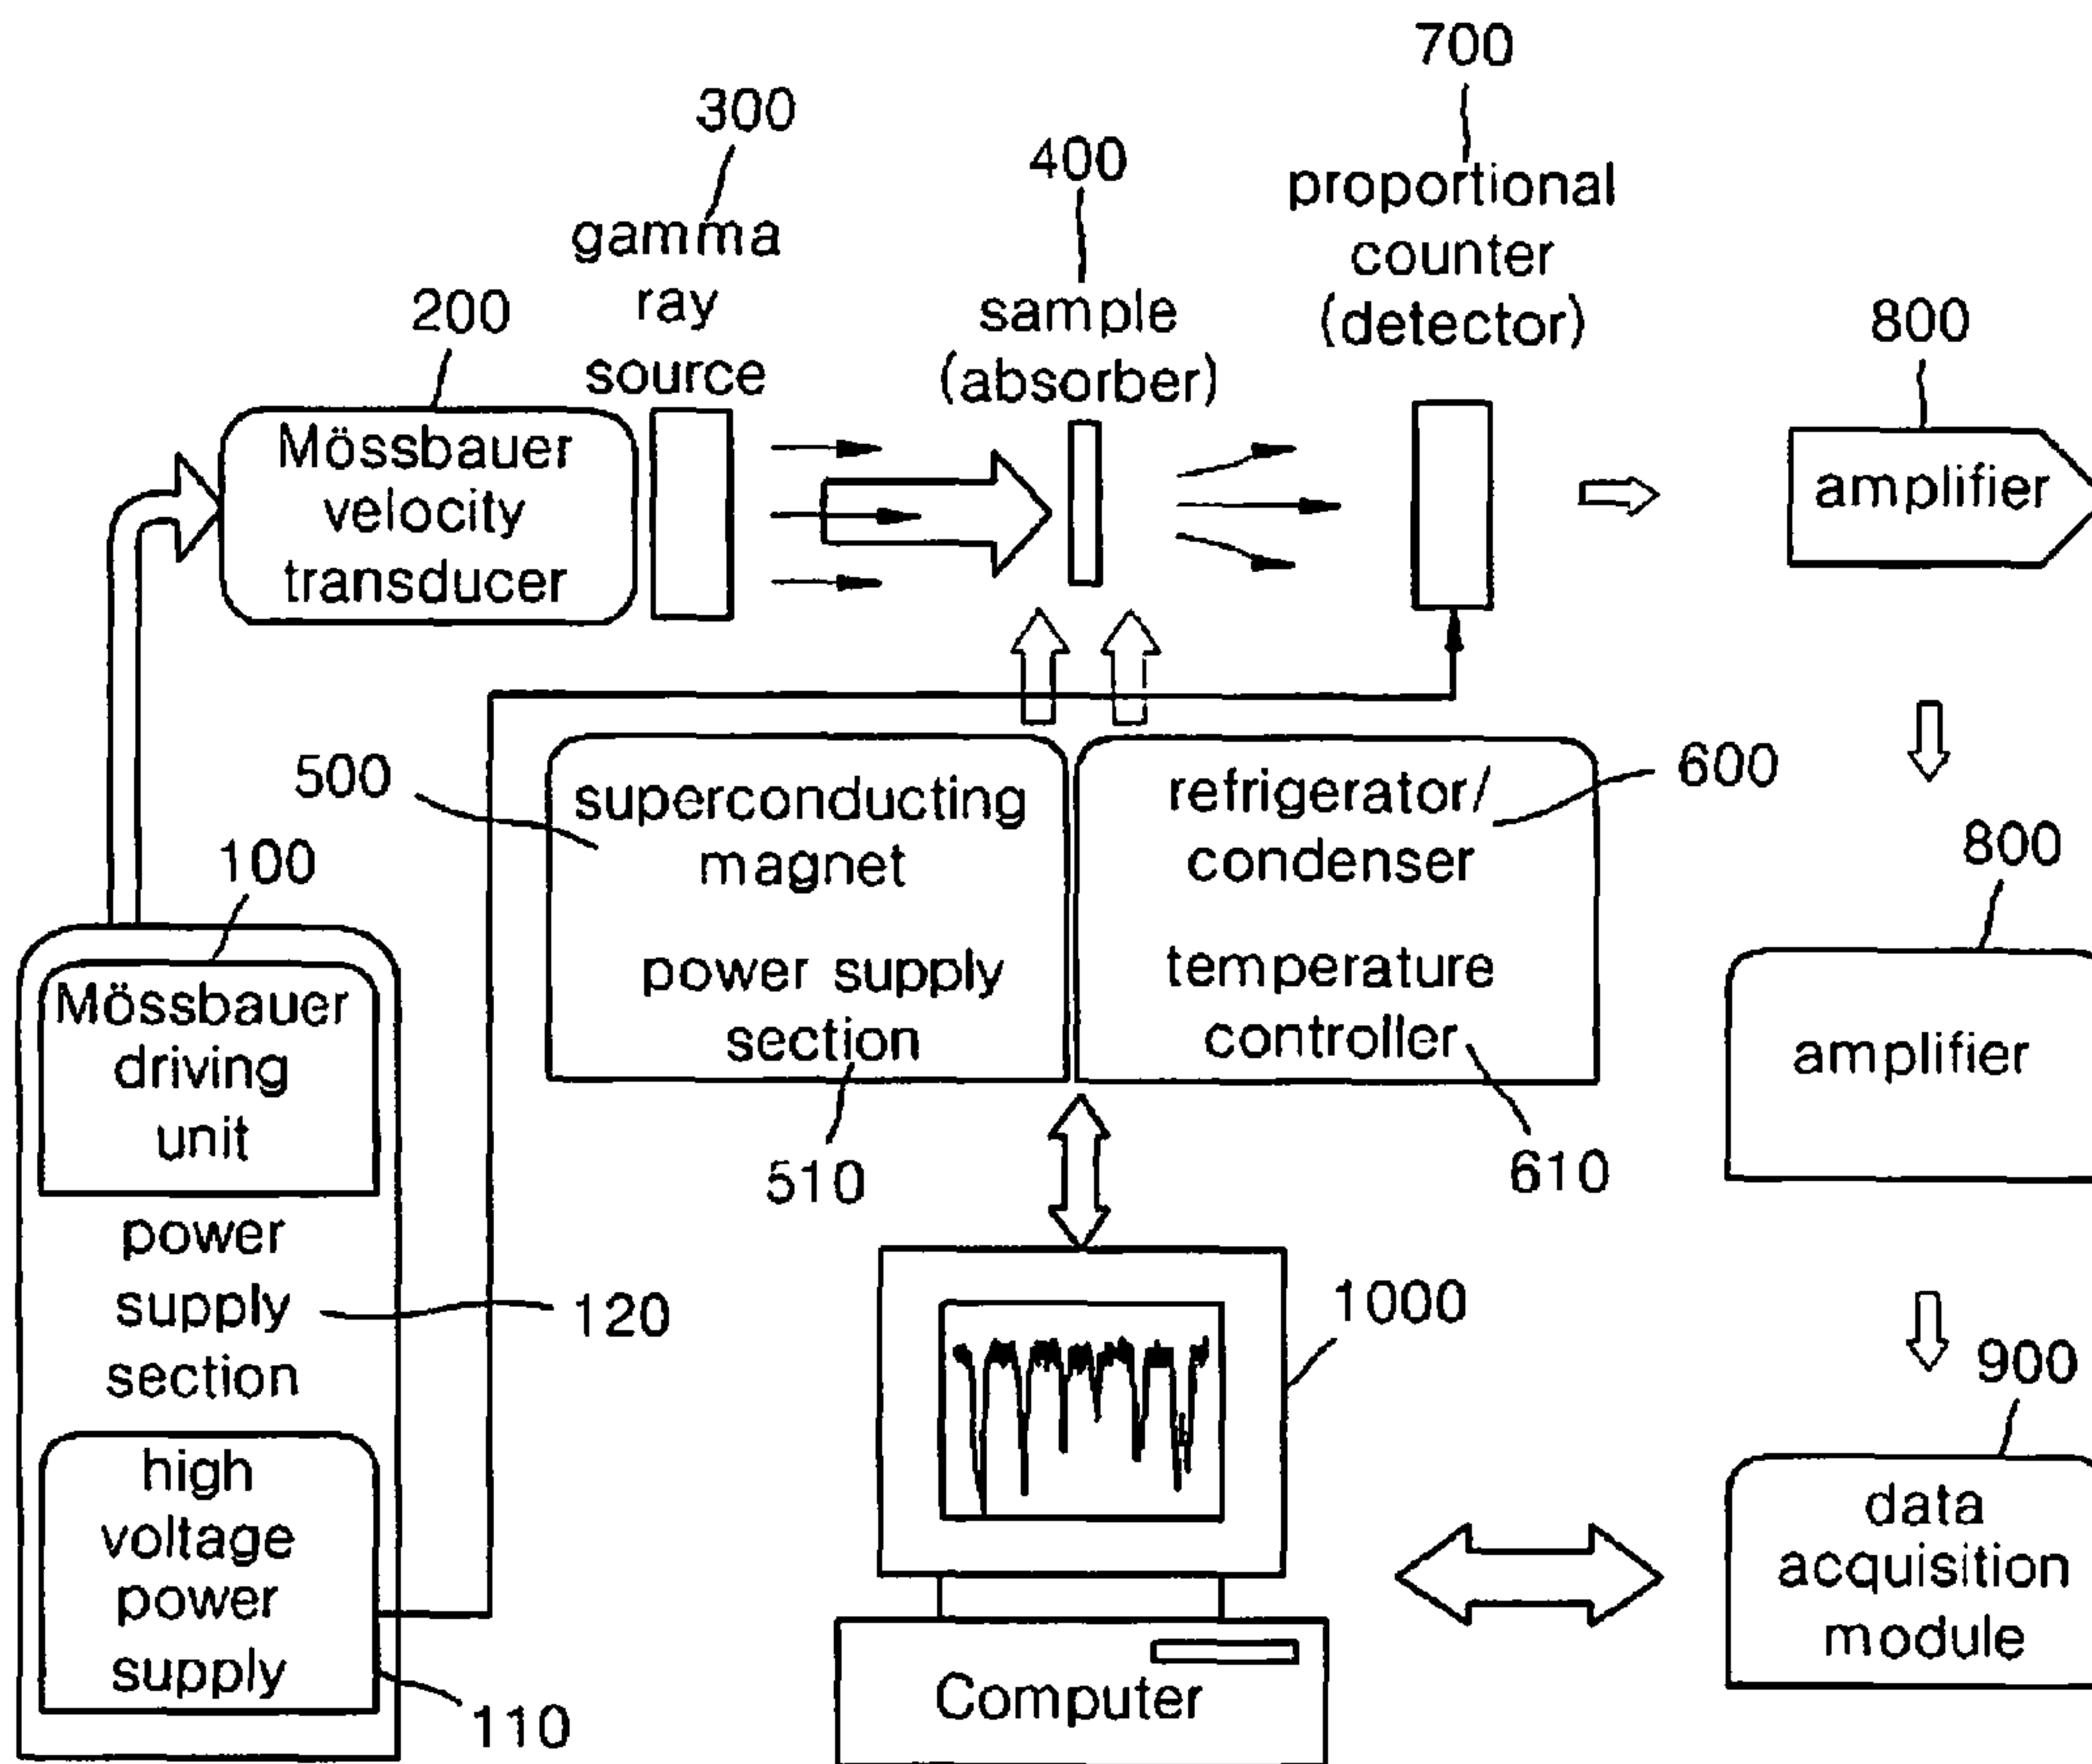 700
300
400
proportional
counter
(detector)
gamma
ray
source
200
sample
(absorber)
800
Mössbauer
velocity
transducer
amplifier
500
superconducting
magnet
power supply
section
510
refrigerator/
condenser
temperature
controller
600
610
800
amplifier
100
Mössbauer
driving
unit
power
supply
section
120
high
voltage
power
supply
110
1000
Computer
900
data
acquisition
module